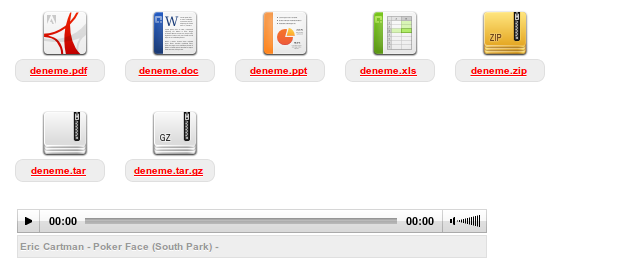 W
ZIP
deneme.pdf deneme.doc deneme.ppt deneme.xls deneme.zip
GZ
deneme.tar deneme.tar.gz
00:00 00:00
Eric Cartman - Poker Face (South Park) -